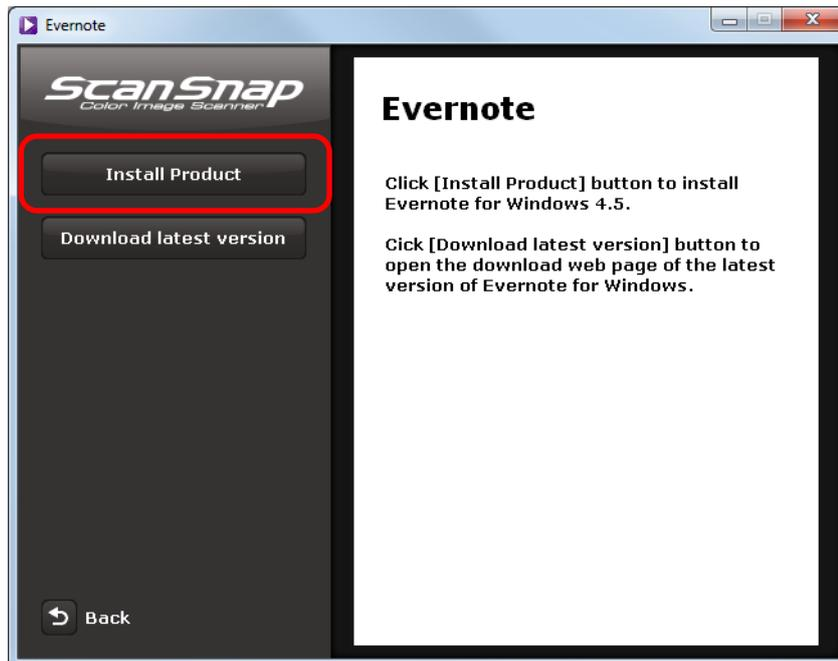 Evernote
ScanSnap
Color Image Scanner
Install Product
Download latest version
Back
Evernote
Click [Install Product] button to install
Evernote for Windows 4.5.
Cick [Download latest version] button to
open the download web page of the latest
version of Evernote for Windows.